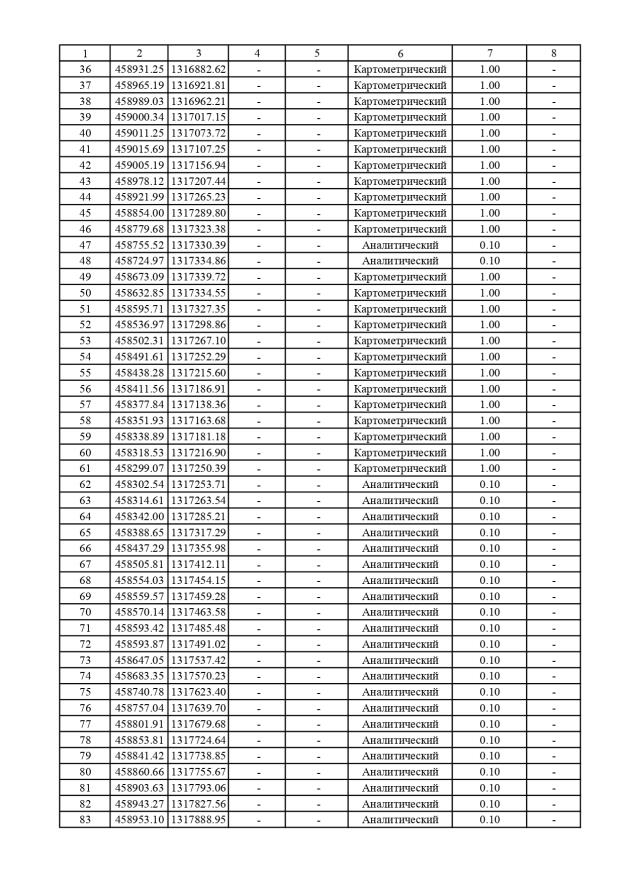 1 2 3 4 5 6 7 8
36 458931.25 1316882.62 - - Картометрический 1.00 -
37 458965.19 1316921.81 - - Картометрический 1.00 -
38 458989.03 1316962.21 - - Картометрический 1.00 -
39 459000.34 1317017.15 - - Картометрический 1.00 -
40 459011.25 1317073.72 - - Картометрический 1.00 -
41 459015.69 1317107.25 - - Картометрический 1.00 -
42 459005.19 1317156.94 - - Картометрический 1.00 -
43 458978.12 1317207.44 - - Картометрический 1.00 -
44 458921.99 1317265.23 - - Картометрический 1.00 -
45 458854.00 1317289.80 - - Картометрический 1.00 -
46 458779.68 1317323.38 - - Картометрический 1.00 -
47 458755.52 1317330.39 - - Аналитический 0.10 -
48 458724.97 1317334.86 - - Аналитический 0.10 -
49 458673.09 1317339.72 - - Картометрический 1.00 -
50 458632.85 1317334.55 - - Картометрический 1.00 -
51 458595.71 1317327.35 - - Картометрический 1.00 -
52 458536.97 1317298.86 - - Картометрический 1.00 -
53 458502.31 1317267.10 - - Картометрический 1.00 -
54 458491.61 1317252.29 - - Картометрический 1.00 -
55 458438.28 1317215.60 - - Картометрический 1.00 -
56 458411.56 1317186.91 - - Картометрический 1.00 -
57 458377.84 1317138.36 - - Картометрический 1.00 -
58 458351.93 1317163.68 - - Картометрический 1.00 -
59 458338.89 1317181.18 - - Картометрический 1.00 -
60 458318.53 1317216.90 - - Картометрический 1.00 -
61 458299.07 1317250.39 - - Картометрический 1.00 -
62 458302.54 1317253.71 - - Аналитический 0.10 -
63 458314.61 1317263.54 - - Аналитический 0.10 -
64 458342.00 1317285.21 - - Аналитический 0.10 -
65 458388.65 1317317.29 - - Аналитический 0.10 -
66 458437.29 1317355.98 - - Аналитический 0.10 -
67 458505.81 1317412.11 - - Аналитический 0.10 -
68 458554.03 1317454.15 - - Аналитический 0.10 -
69 458559.57 1317459.28 - - Аналитический 0.10 -
70 458570.14 1317463.58 - - Аналитический 0.10 -
71 458593.42 1317485.48 - - Аналитический 0.10 -
72 458593.87 1317491.02 - - Аналитический 0.10 -
73 458647.05 1317537.42 - - Аналитический 0.10 -
74 458683.35 1317570.23 - - Аналитический 0.10 -
75 458740.78 1317623.40 - - Аналитический 0.10 -
76 458757.04 1317639.70 - - Аналитический 0.10 -
77 458801.91 1317679.68 - - Аналитический 0.10 -
78 458853.81 1317724.64 - - Аналитический 0.10 -
79 458841.42 1317738.85 - - Аналитический 0.10 -
80 458860.66 1317755.67 - - Аналитический 0.10 -
81 458903.63 1317793.06 - - Аналитический 0.10 -
82 458943.27 1317827.56 - - Аналитический 0.10 -
83 458953.10 1317888.95 - - Аналитический 0.10 -